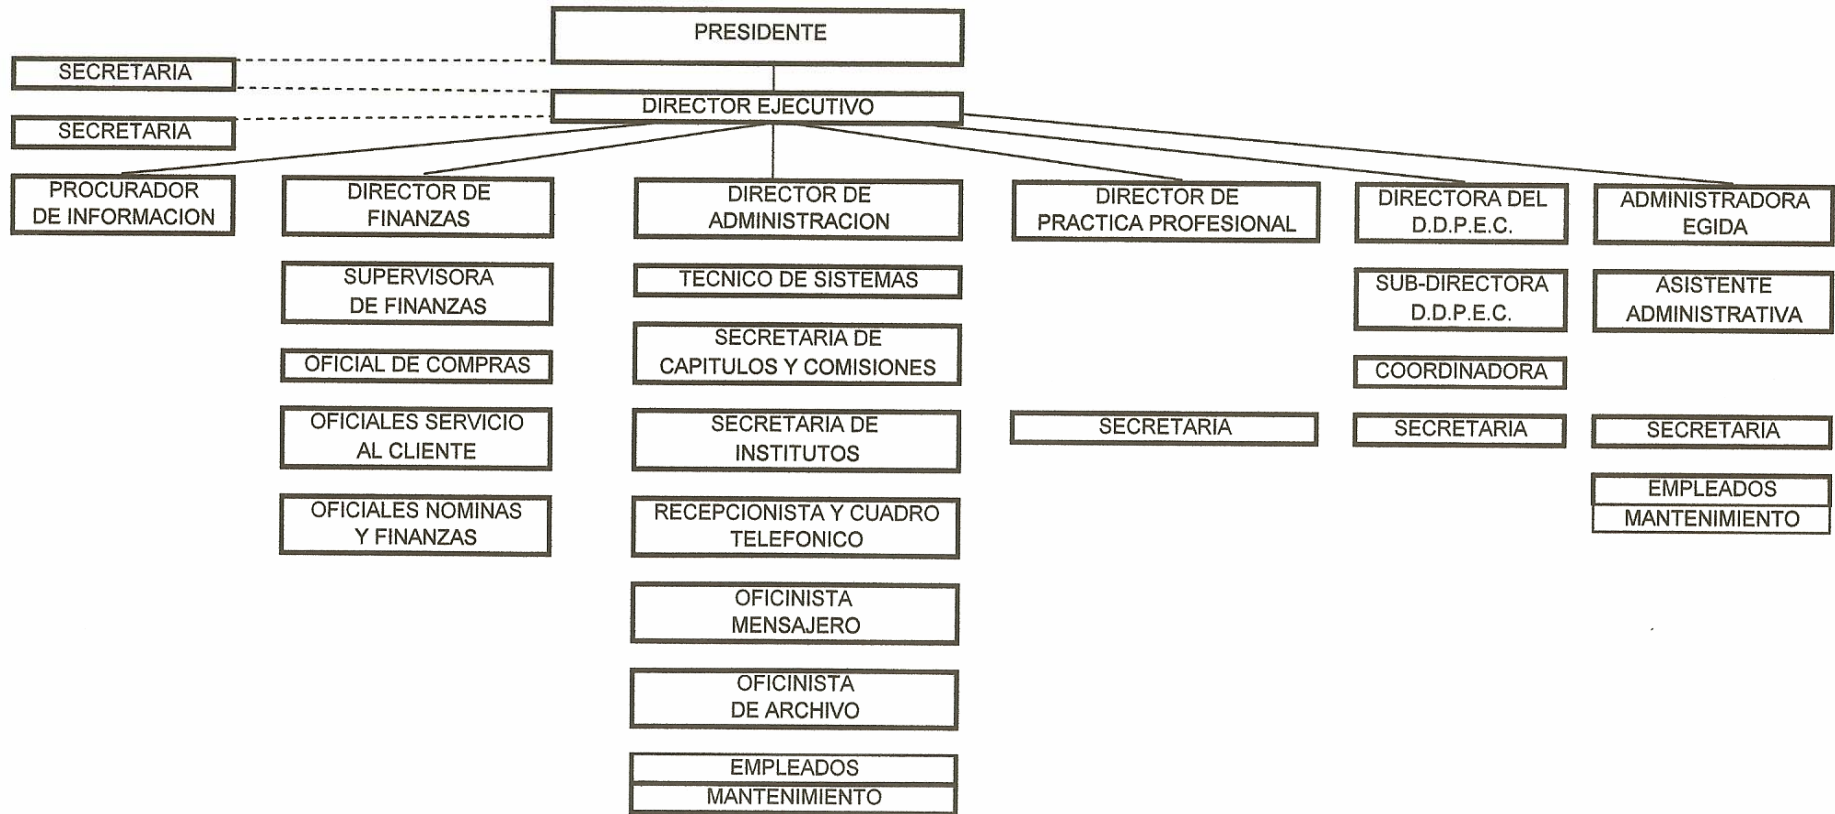 PRESIDENTE
SECRETARIA
DIRECTOR EJECUTIVO
SECRETARIA
PROCURADOR
DE INFORMACION
DIRECTOR DE
FINANZAS
DIRECTOR DE
ADMINISTRACION
DIRECTOR DE
PRACTICA PROFESIONAL
DIRECTORA DEL
D.D.P.E.C.
ADMINISTRADORA
EGIDA
SUPERVISORA
DE FINANZAS
TECNICO DE SISTEMAS
SUB-DIRECTORA
D.D.P.E.C.
ASISTENTE
ADMINISTRATIVA
OFICIAL DE COMPRAS
SECRETARIA DE
CAPITULOS Y COMISIONES
COORDINADORA
OFICIALES SERVICIO
AL CLIENTE
SECRETARIA DE
INSTITUTOS
SECRETARIA
SECRETARIA
SECRETARIA
OFICIALES NOMINAS
Y FINANZAS
RECEPCIONISTA Y CUADRO
TELEFONICO
EMPLEADOS
MANTENIMIENTO
OFICINISTA
MENSAJERO
OFICINISTA
DE ARCHIVO
EMPLEADOS
MANTENIMIENTO